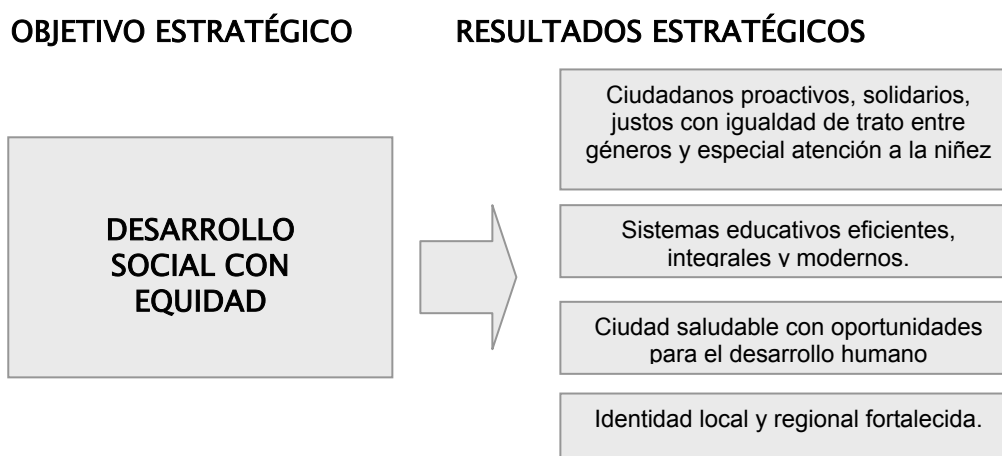 OBJETIVO ESTRATÉGICO
RESULTADOS ESTRATÉGICOS
DESARROLLO
SOCIAL CON
EQUIDAD
Ciudadanos proactivos, solidarios,
justos con igualdad de trato entre
géneros y especial atención a la niñez
Sistemas educativos eficientes,
integrales y modernos.
Ciudad saludable con oportunidades
para el desarrollo humano
Identidad local y regional fortalecida.